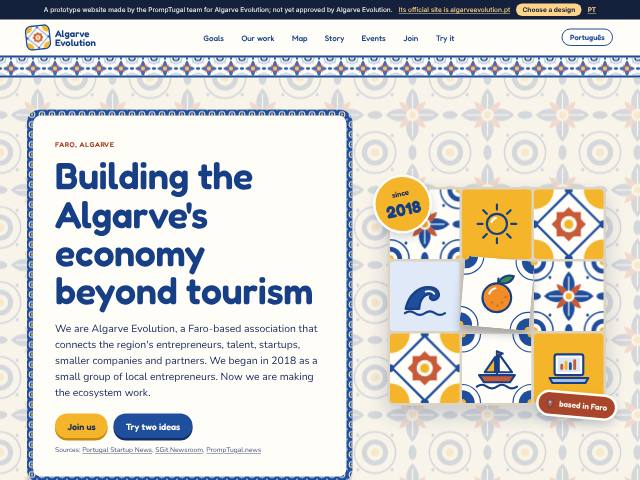 A prototype website made by the PrompTugal team for Algarve Evolution; not yet approved by Algarve Evolution. Its official site is algarveevolution.pt Choose a design PT
Algarve
Evolution
Goals Our work Map Story Events Join Try it
Português
FARO, ALGARVE
Building the
Algarve's
economy
beyond tourism
We are Algarve Evolution, a Faro-based association that
connects the region's entrepreneurs, talent, startups,
smaller companies and partners. We began in 2018 as a
small group of local entrepreneurs. Now we are making
the ecosystem work.
Join us Try two ideas
Sources: Portugal Startup News, SGit Newsroom, PrompTugal.news
since
2018
based in Faro